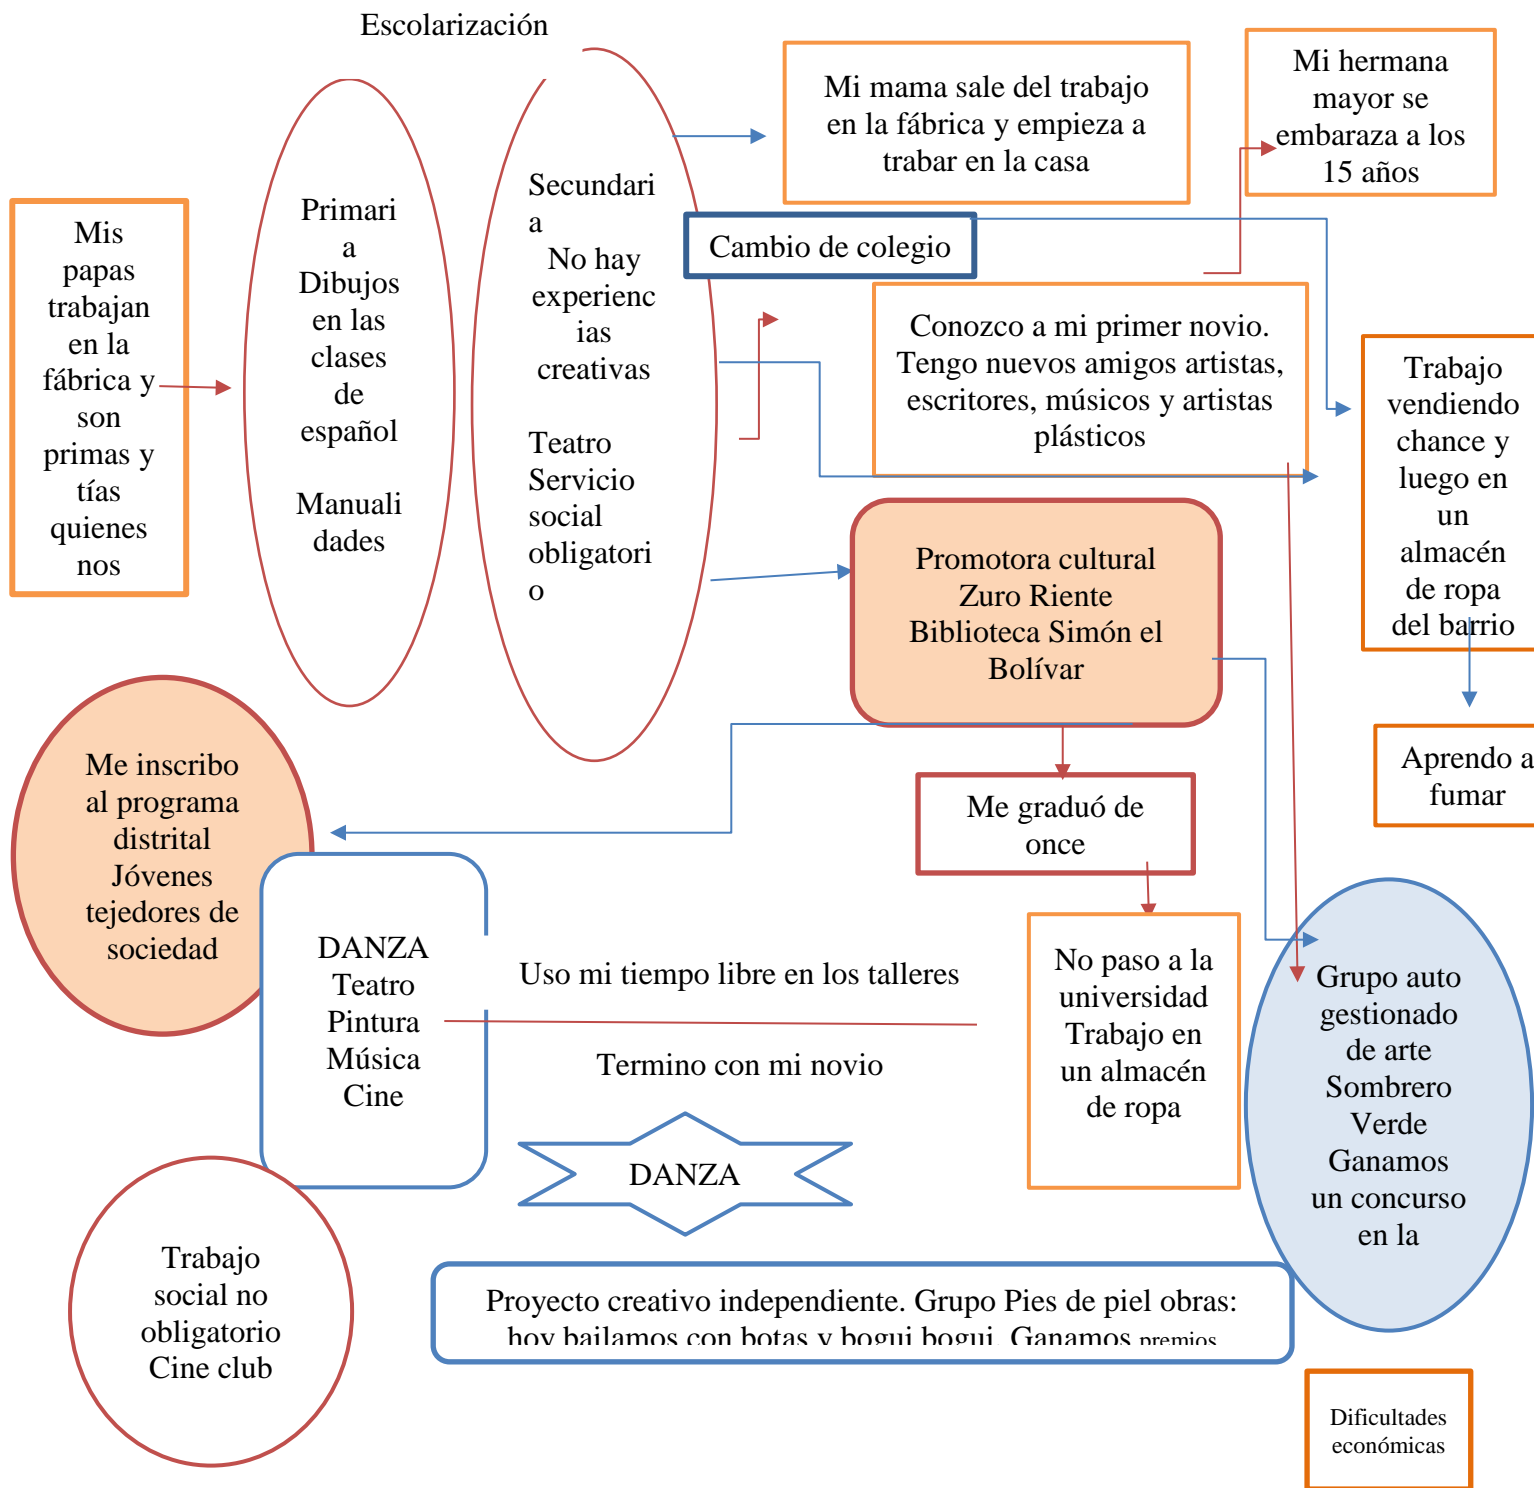 Escolarización
Mis
papas
trabajan
en la
fábrica y
son
primas y
tías
quienes
nos
Primari
a
Dibujos
en las
clases
de
español
Manuali
dades
Secundari
a
No hay
experienc
ias
creativas
Teatro
Servicio
social
obligatori
o
Mi mama sale del trabajo
en la fábrica y empieza a
trabar en la casa
Mi hermana
mayor se
embaraza a los
15 años
Cambio de colegio
Conozco a mi primer novio.
Tengo nuevos amigos artistas,
escritores, músicos y artistas
plásticos
Trabajo
vendiendo
chance y
luego en
un
almacén
de ropa
del barrio
Promotora cultural
Zuro Riente
Biblioteca Simón el
Bolívar
Aprendo a
fumar
Me graduó de
once
Me inscribo
al programa
distrital
Jóvenes
tejedores de
sociedad
DANZA
Teatro
Pintura
Música
Cine
Uso mi tiempo libre en los talleres
Termino con mi novio
No paso a la
universidad
Trabajo en
un almacén
de ropa
Grupo auto
gestionado
de arte
Sombrero
Verde
Ganamos
un concurso
en la
DANZA
Trabajo
social no
obligatorio
Cine club
Proyecto creativo independiente. Grupo Pies de piel obras:
hoy bailamos con botas y bogui bogui. Ganamos premios
Dificultades
económicas